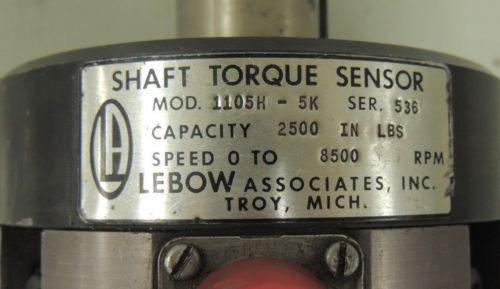 SHAFT TORQUE SENSOR
MOD. 1105H - 5K SER. 536
CAPACITY 2500 IN LBS
SPEED 0 TO 8500 RPM
LA
LEBOW ASSOCIATES, INC.
TROY, MICH.